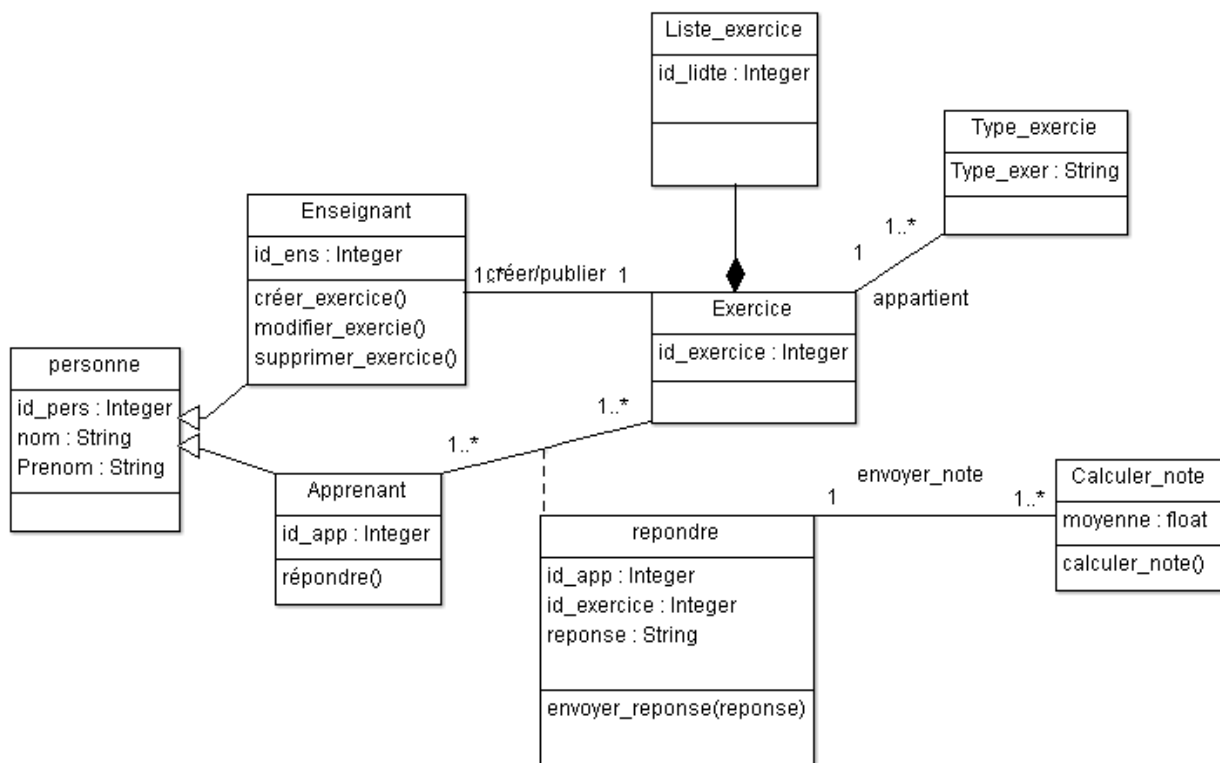 Liste_exercice
id_lidte : Integer
Type_exercie
Type_exer : String
1..*
1
appartient
Enseignant
id_ens : Integer
créer_exercice()
modifier_exercie()
supprimer_exercice()
1..*
créer/publier
1
Exercice
id_exercice : Integer
personne
id_pers : Integer
nom : String
Prenom : String
1..*
1..*
Apprenant
id_app : Integer
répondre()
repondre
id_app : Integer
id_exercice : Integer
reponse : String
envoyer_reponse(reponse)
envoyer_note
1
1..*
Calculer_note
moyenne : float
calculer_note()